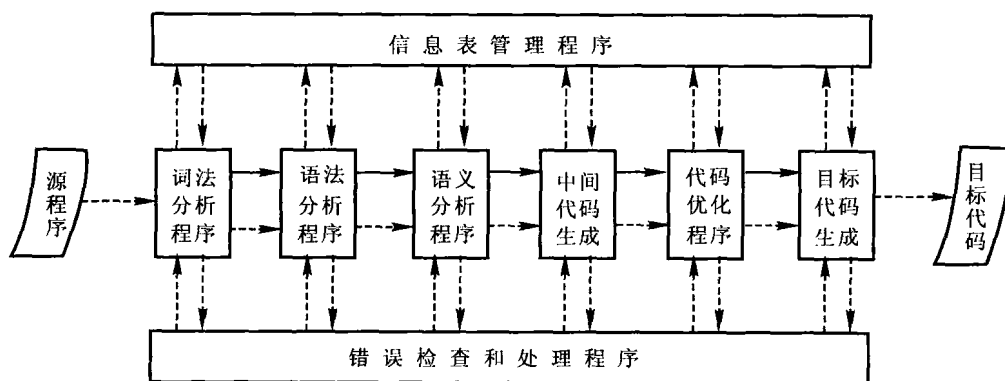 信息表管理程序
源
程
序
词法
分析
程序
语法
分析
程序
语义
分析
程序
中间
代码
生成
代码
优化
程序
目标
代码
生成
目
标
代
码
错误检查和处理程序